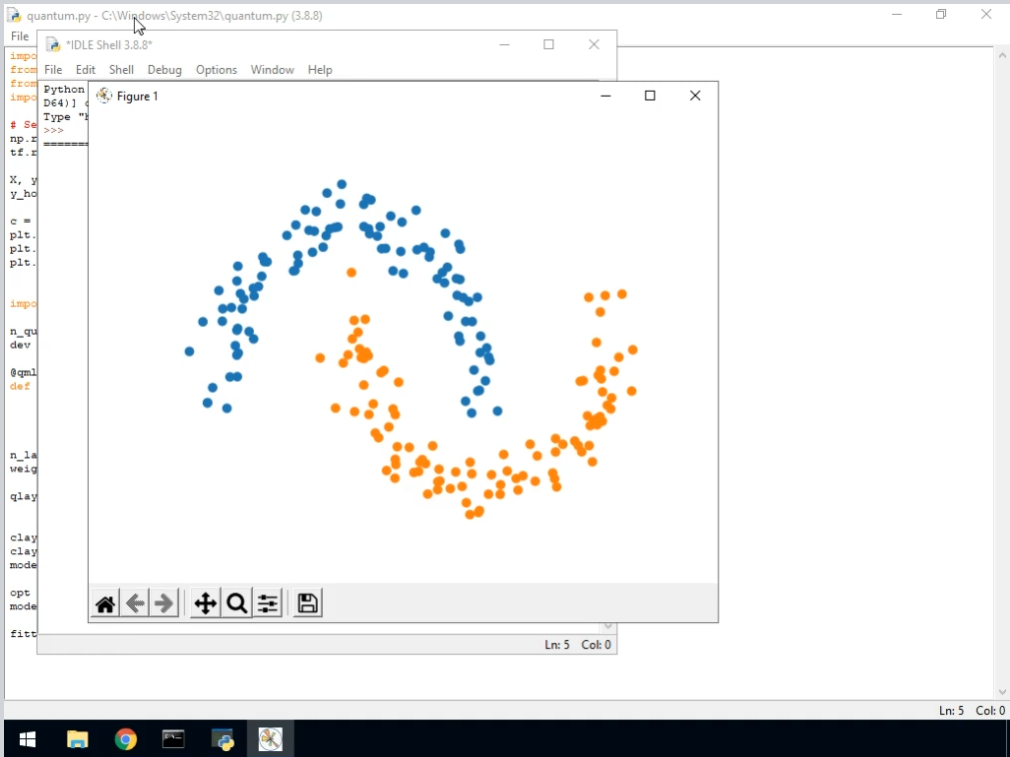 quantum.py - C:\Windows\System32\quantum.py (3.8.8)
File
*IDLE Shell 3.8.8*
File Edit Shell Debug Options Window Help
Python
D64)]
Type "h
>>>
=======
Figure 1
impo
from
from
impo
# Se
np.r
tf.r
X, y
y_ho
c =
plt.
plt.
plt.
impo
n_qu
dev
@qml
def
n_la
weig
qlay
clay
clay
mode
opt
mode
fitt
Ln: 5 Col: 0
Ln: 5 Col: 0